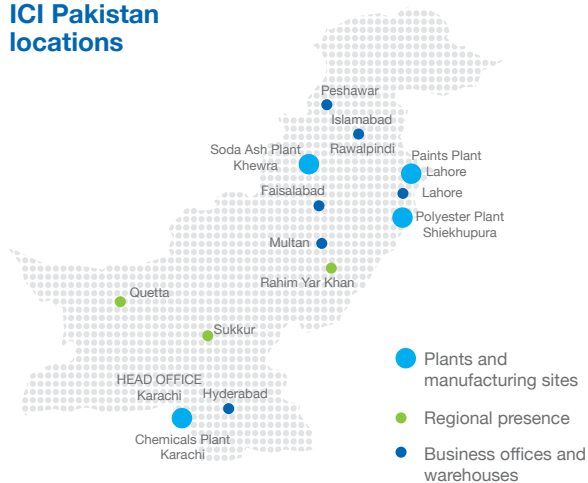 ICI Pakistan
locations
Peshawar
Islamabad
Rawalpindi
Soda Ash Plant
Khewra
Paints Plant
Lahore
Faisalabad
Lahore
Polyester Plant
Shiekhupura
Multan
Rahim Yar Khan
Quetta
Sukkur
HEAD OFFICE
Karachi
Hyderabad
Chemicals Plant
Karachi
Plants and
manufacturing sites
Regional presence
Business offices and
warehouses